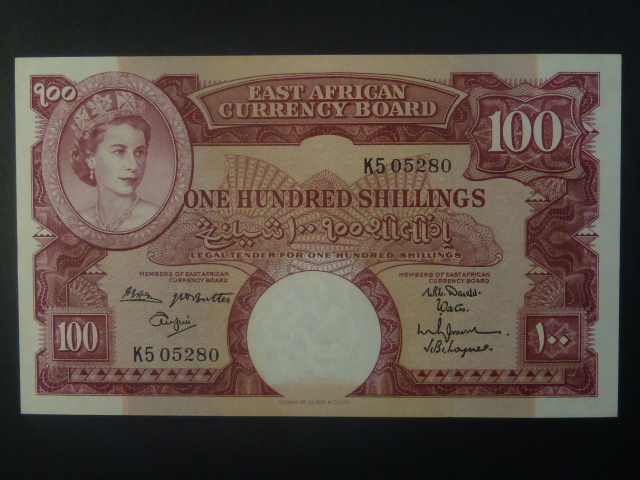 ૧૦૦
EAST AFRICAN
CURRENCY BOARD
100
K5 05280
ONE HUNDRED SHILLINGS
LEGAL TENDER FOR ONE HUNDRED SHILLINGS
MEMBERS OF EAST AFRICAN
CURRENCY BOARD
MEMBERS OF EAST AFRICAN
CURRENCY BOARD
100
K5 05280
١٠٠